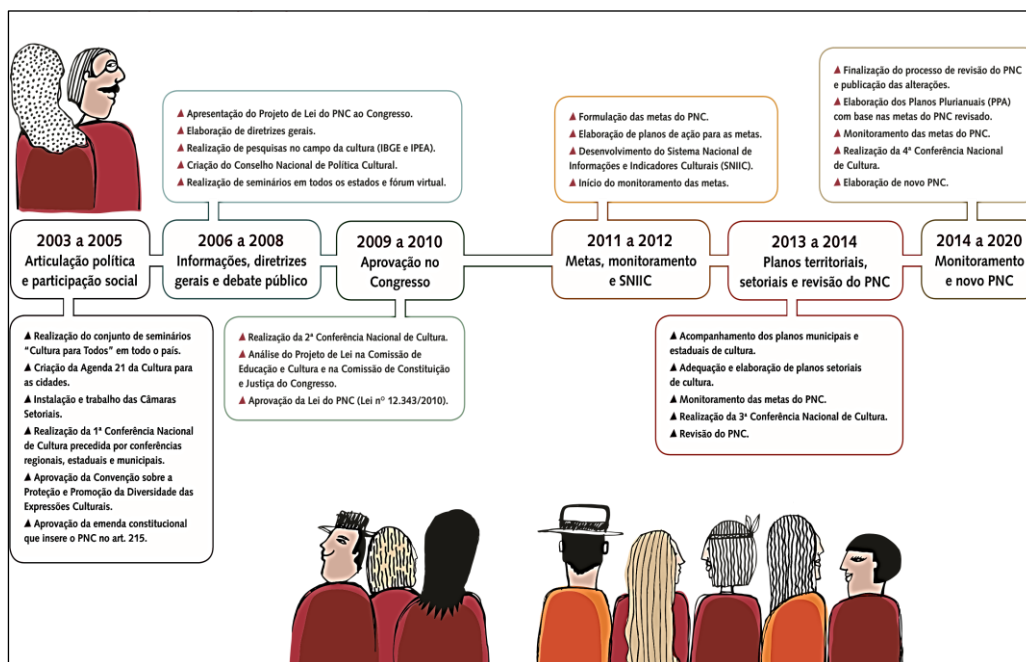 2003 a 2005
Articulação política
e participação social
▲ Realização do conjunto de seminários
“Cultura para Todos” em todo o país.
▲ Criação da Agenda 21 da Cultura para
as cidades.
▲ Instalação e trabalho das Câmaras
Setoriais.
▲ Realização da 1ª Conferência Nacional
de Cultura precedida por conferências
regionais, estaduais e municipais.
▲ Aprovação da Convenção sobre a
Proteção e Promoção da Diversidade das
Expressões Culturais.
▲ Aprovação da emenda constitucional
que insere o PNC no art. 215.
▲ Apresentação do Projeto de Lei do PNC ao Congresso.
▲ Elaboração de diretrizes gerais.
▲ Realização de pesquisas no campo da cultura (IBGE e IPEA).
▲ Criação do Conselho Nacional de Política Cultural.
▲ Realização de seminários em todos os estados e fórum virtual.
2006 a 2008
Informações, diretrizes
gerais e debate público
2009 a 2010
Aprovação no
Congresso
▲ Realização da 2ª Conferência Nacional de Cultura.
▲ Análise do Projeto de Lei na Comissão de
Educação e Cultura e na Comissão de Constituição
e Justiça do Congresso.
▲ Aprovação da Lei do PNC (Lei nº 12.343/2010).
▲ Formulação das metas do PNC.
▲ Elaboração de planos de ação para as metas.
▲ Desenvolvimento do Sistema Nacional de
Informações e Indicadores Culturais (SNIIC).
▲ Início do monitoramento das metas.
2011 a 2012
Metas, monitoramento
e SNIIC
2013 a 2014
Planos territoriais,
setoriais e revisão do PNC
▲ Acompanhamento dos planos municipais e
estaduais de cultura.
▲ Adequação e elaboração de planos setoriais
de cultura.
▲ Monitoramento das metas do PNC.
▲ Realização da 3ª Conferência Nacional de Cultura.
▲ Revisão do PNC.
▲ Finalização do processo de revisão do PNC
e publicação das alterações.
▲ Elaboração dos Planos Plurianuais (PPA)
com base nas metas do PNC revisado.
▲ Monitoramento das metas do PNC.
▲ Realização da 4ª Conferência Nacional
de Cultura.
▲ Elaboração de novo PNC.
2014 a 2020
Monitoramento
e novo PNC